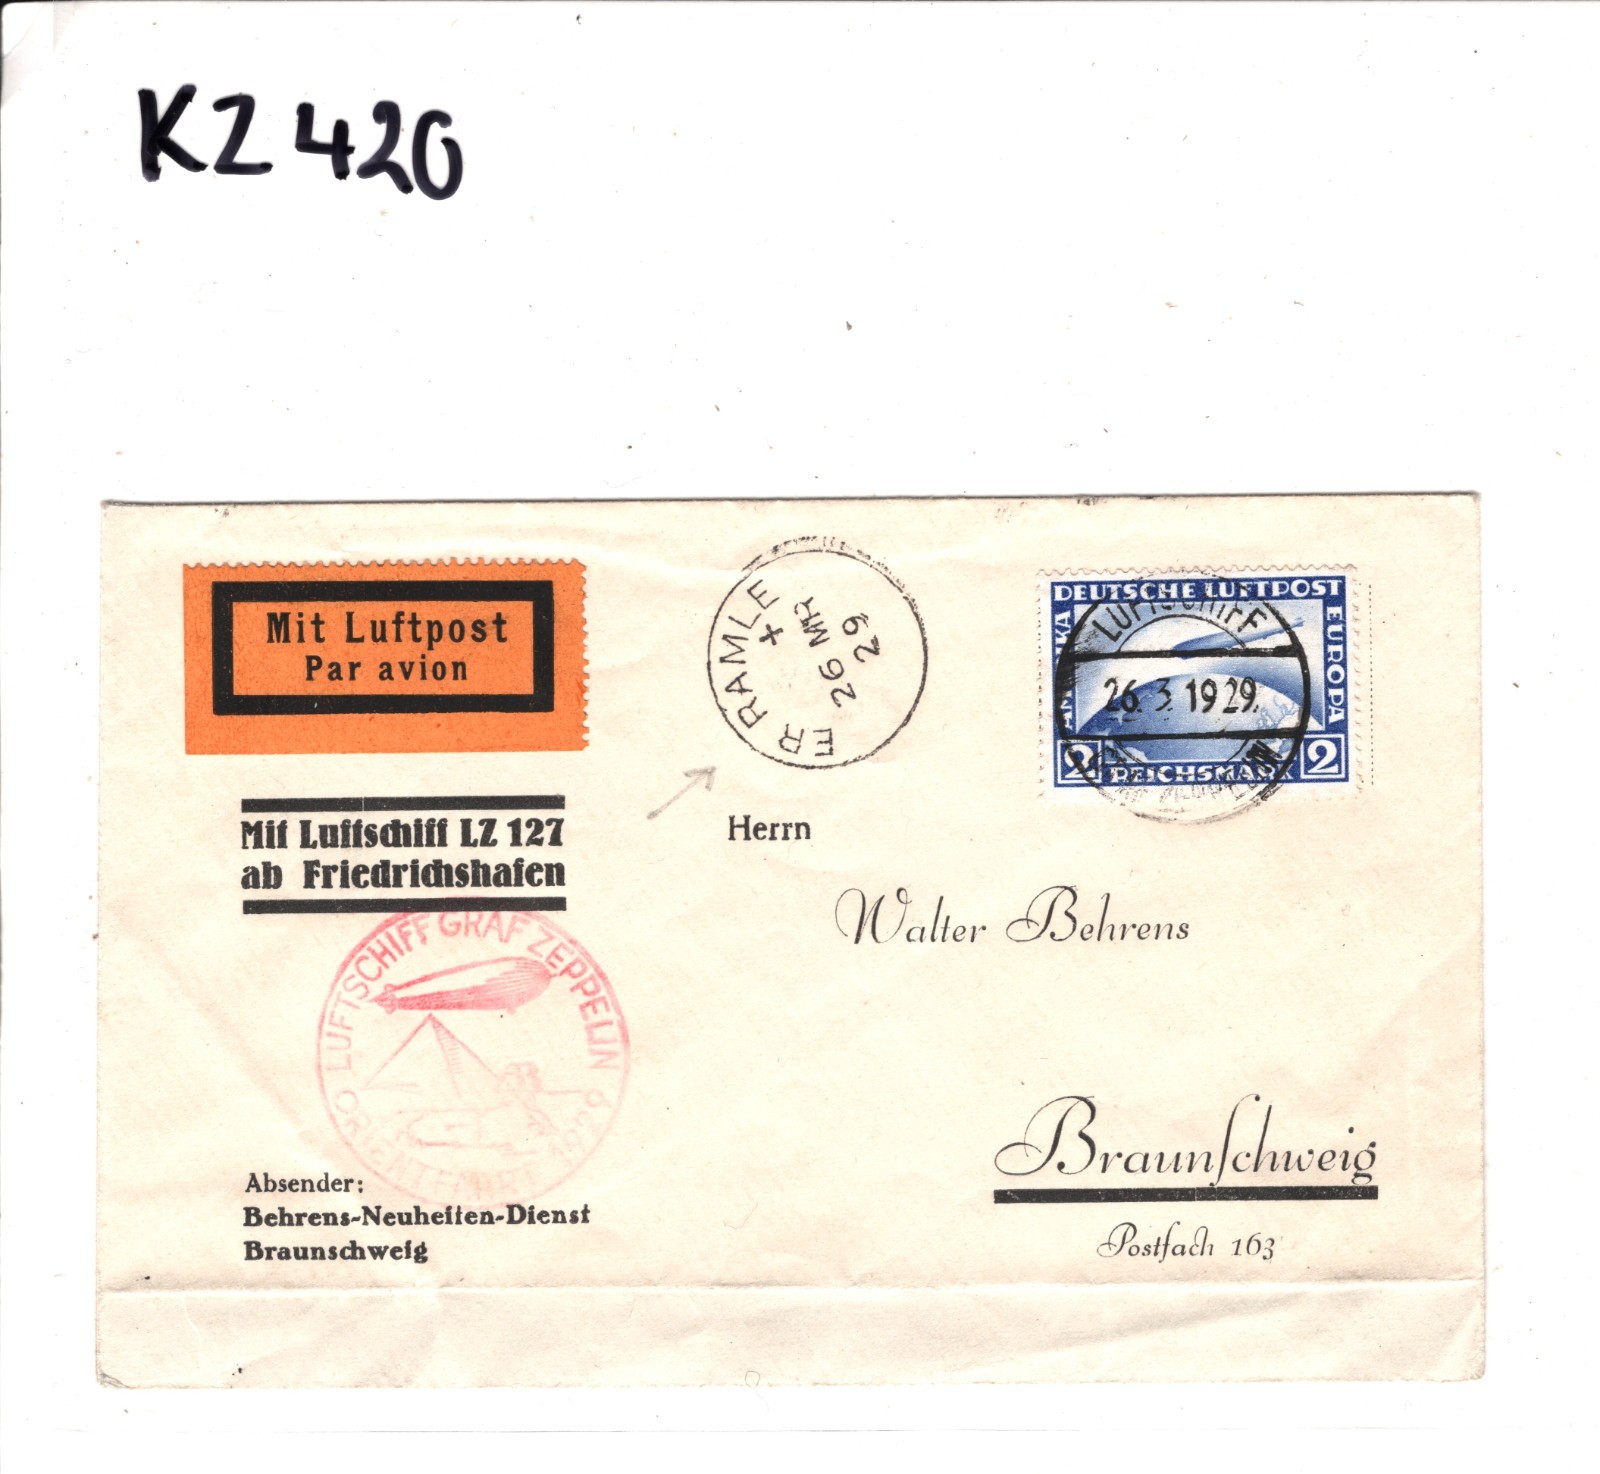 KZ 420
Mit Luftpost
Par avion
ER RAMLE
26 MR
29
DEUTSCHE LUFTPOST
EUROPA
2 REICHSMARK 2
LUFTSCHIFF
26. 3. 1929.
Mit Luftschiff LZ 127
ab Friedrichshafen
Herrn
Walter Behrens
LUFTSCHIFF GRAF ZEPPELIN
ORIENTFAHRT 1929
Braunschweig
Postfach 163
Absender:
Behrens-Neuheiten-Dienst
Braunschweig